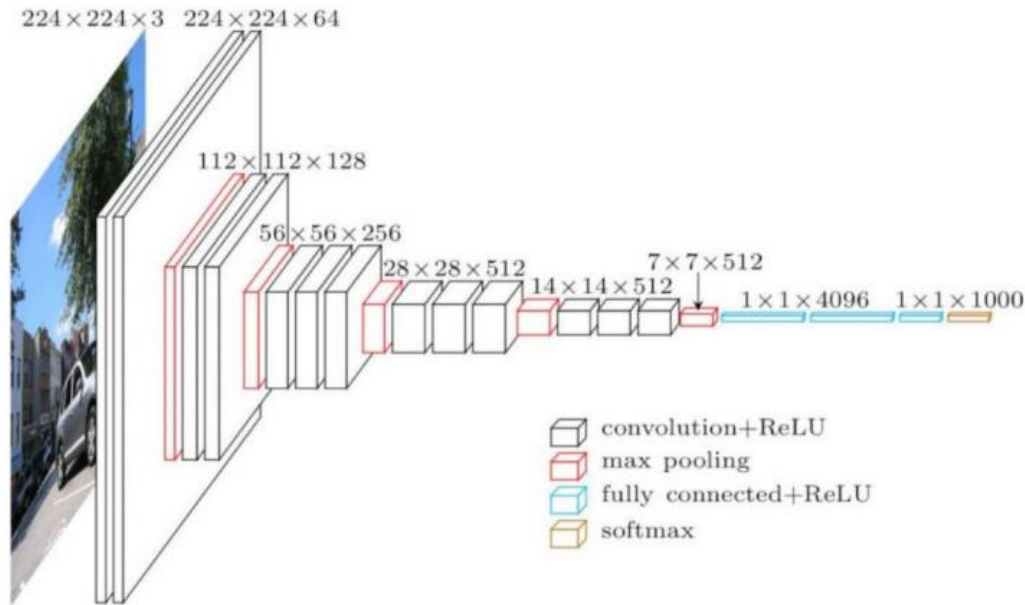 224×224×3
224×224×64
112×112×128
56×56×256
28×28×512
14×14×512
7×7×512
1×1×4096
1×1×1000
convolution+ReLU
max pooling
fully connected+ReLU
softmax